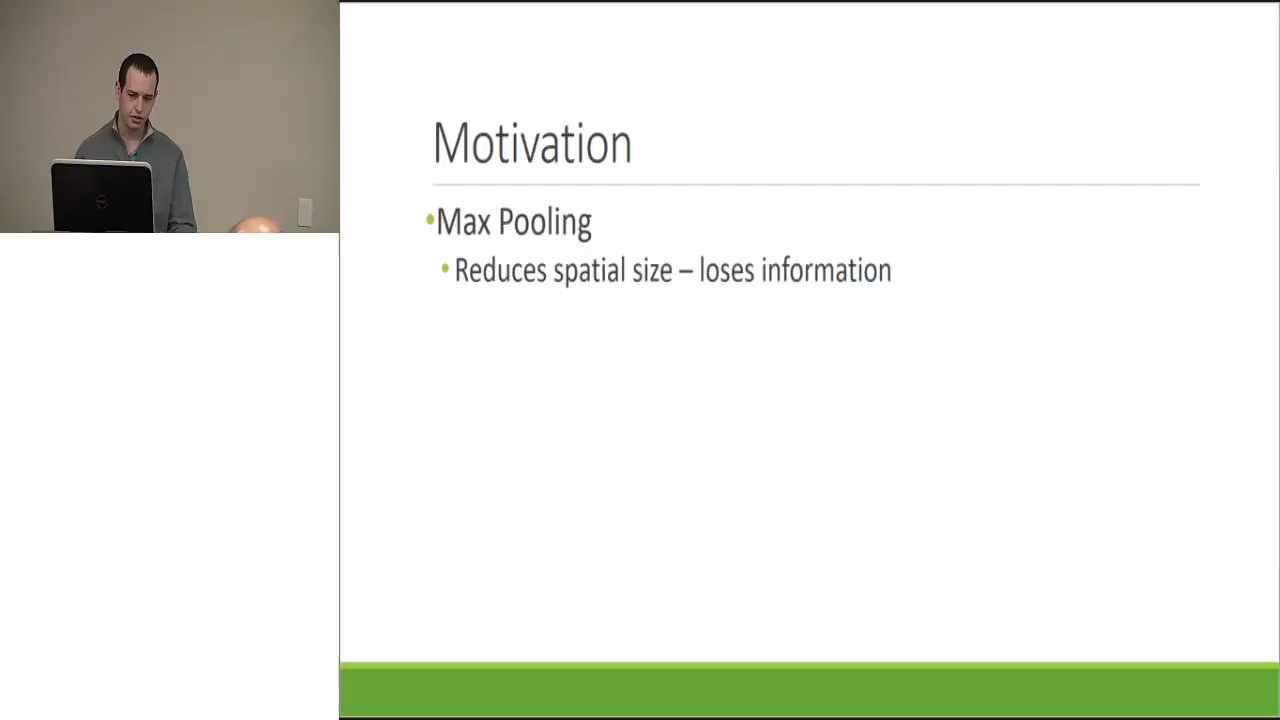 Motivation
•Max Pooling
•Reduces spatial size – loses information